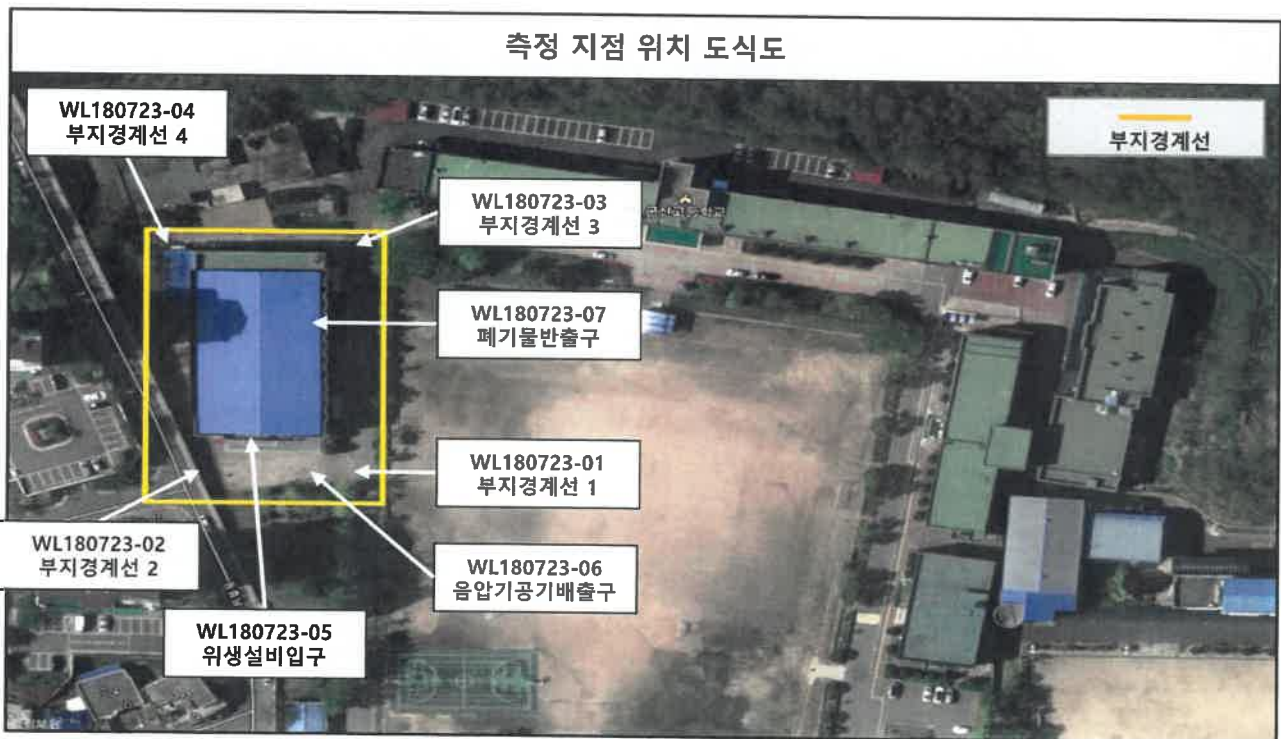 측정 지점 위치 도식도
WL180723-04
부지경계선 4
부지경계선
WL180723-03
부지경계선 3
WL180723-07
폐기물반출구
WL180723-01
부지경계선 1
WL180723-02
부지경계선 2
WL180723-06
음압기공기배출구
WL180723-05
위생설비입구